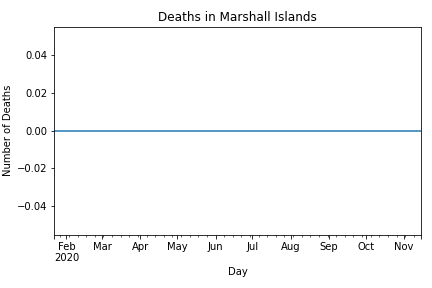 Deaths in Marshall Islands
0.04
0.02
0.00
−0.02
−0.04
Number of Deaths
Feb Mar Apr May Jun Jul Aug Sep Oct Nov
2020
Day